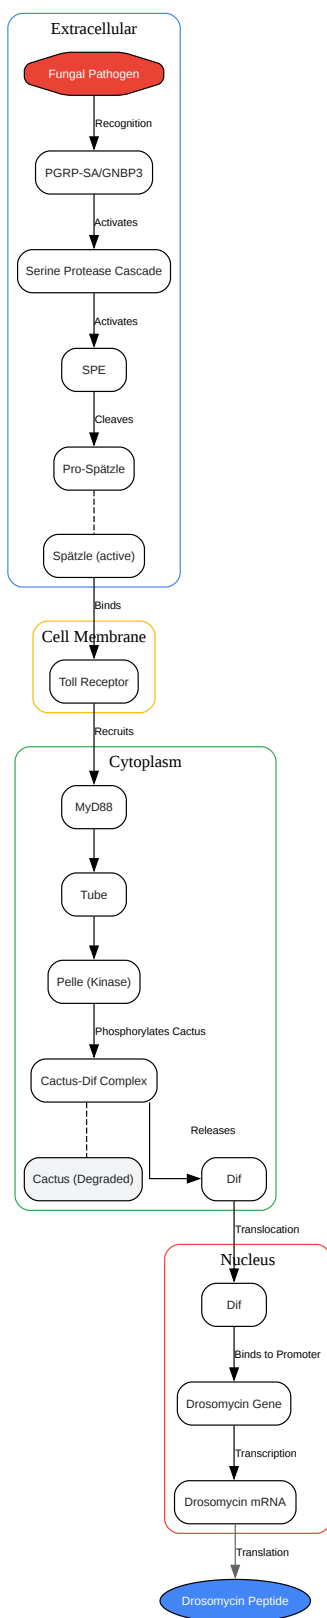 Extracellular
Fungal Pathogen
Recognition
PGRP-SA/GNBP3
Activates
Serine Protease Cascade
Activates
SPE
Cleaves
Pro-Spätzle
Spätzle (active)
Binds
Cell Membrane
Toll Receptor
Recruits
Cytoplasm
MyD88
Tube
Pelle (Kinase)
Phosphorylates Cactus
Cactus-Dif Complex
Releases
Cactus (Degraded)
Dif
Translocation
Nucleus
Dif
Binds to Promoter
Drosomycin Gene
Transcription
Drosomycin mRNA
Translation
Drosomycin Peptide